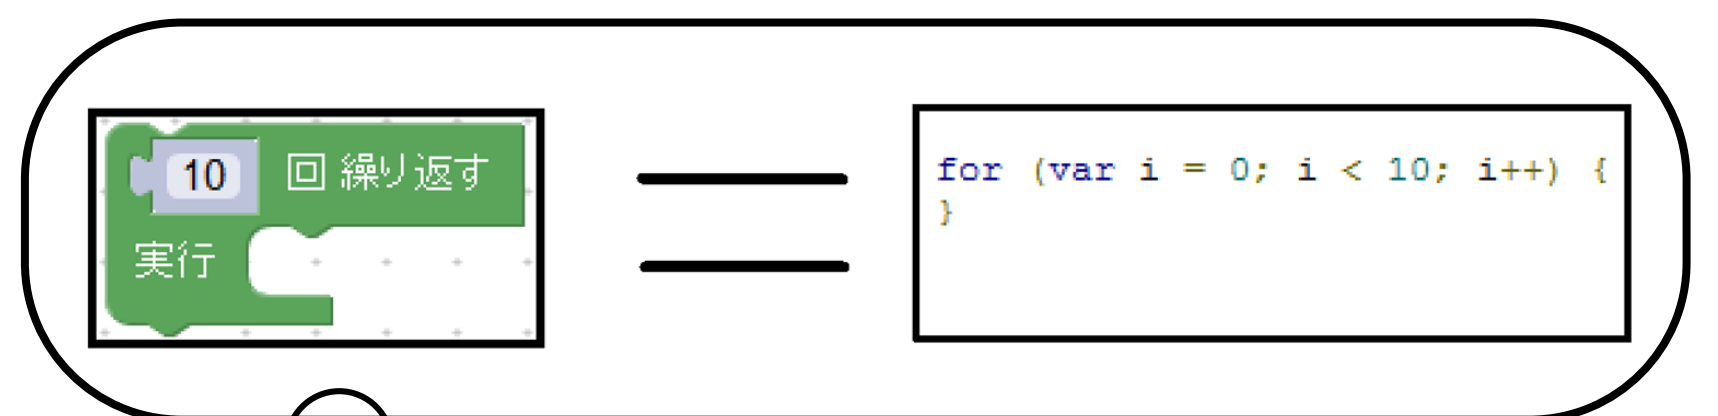 10 回 繰り返す
実行
for (var i = 0; i < 10; i++) {
}